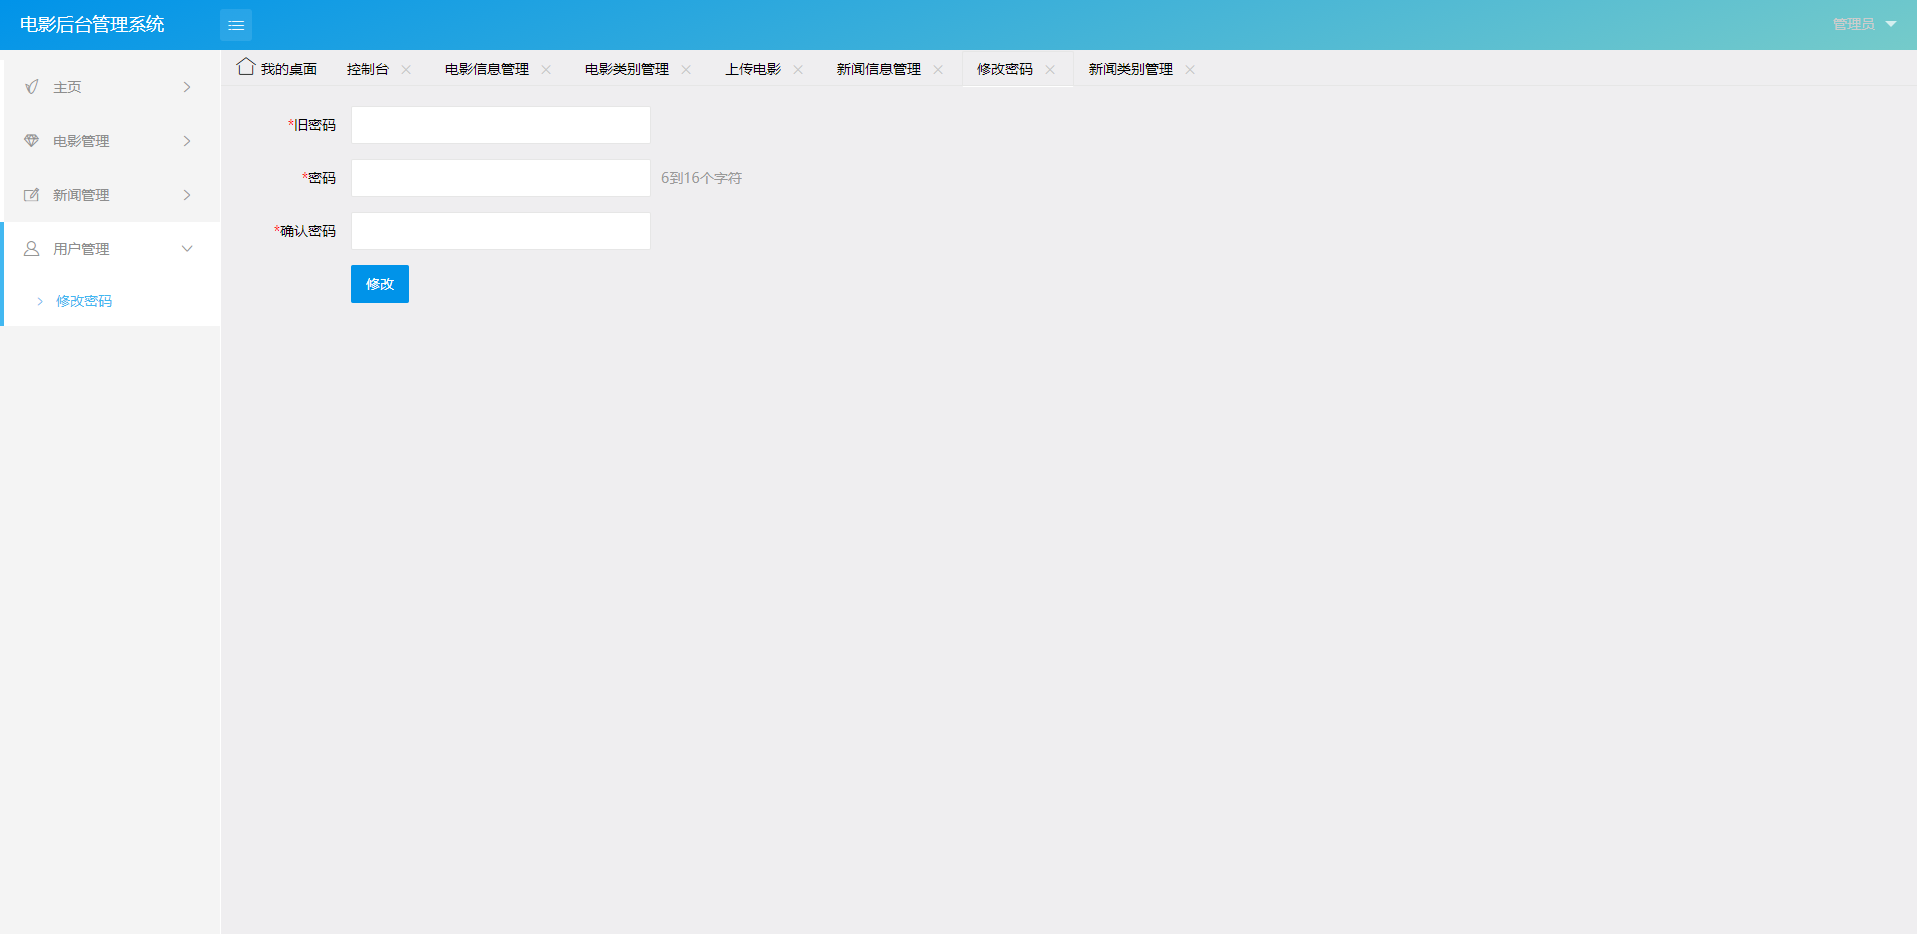 电影后台管理系统
管理员
主页
电影管理
新闻管理
用户管理
修改密码
我的桌面 控制台 电影信息管理 电影类别管理 上传电影 新闻信息管理 修改密码 新闻类别管理
*旧密码
*密码 6到16个字符
*确认密码
修改